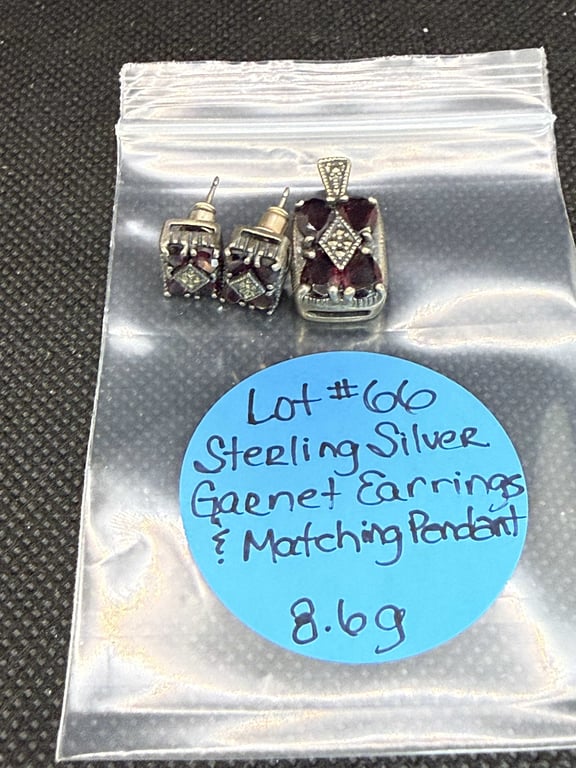 Lot #66
Sterling Silver
Garnet Earrings
& Matching Pendant
8.6g